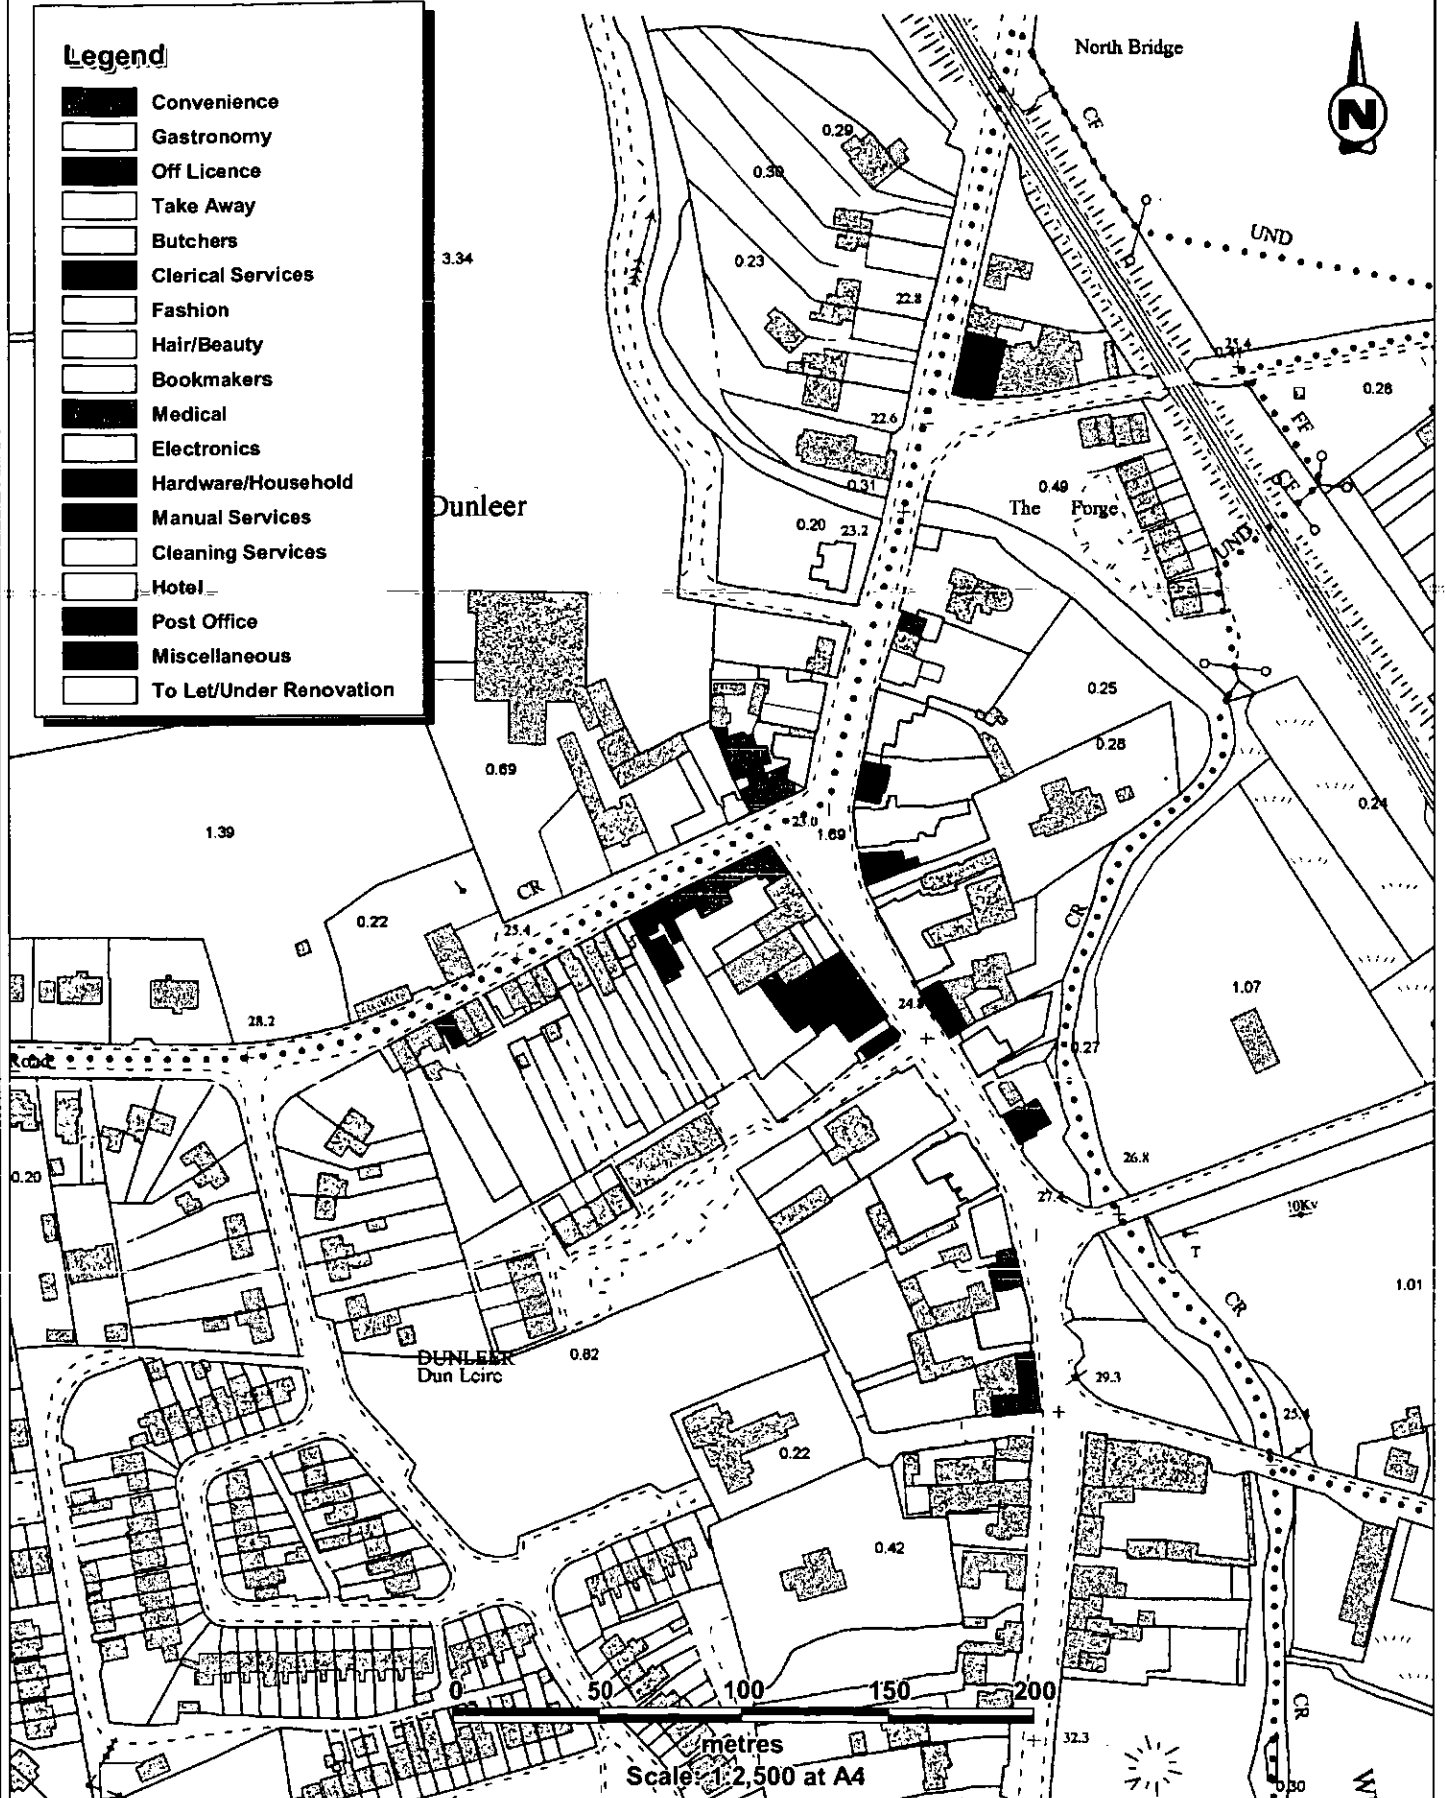 Legend
Convenience
Gastronomy
Off Licence
Take Away
Butchers
Clerical Services
Fashion
Hair/Beauty
Bookmakers
Medical
Electronics
Hardware/Household
Manual Services
Cleaning Services
Hotel
Post Office
Miscellaneous
To Let/Under Renovation
North Bridge
N
CF
UND
0.29
0.30
3.34
0.23
22.8
25.4
0.28
22.6
FF
CF
0.31
0.49
The Forge
Dunleer
0.20
23.2
UND
0.25
0.28
0.69
0.24
23.0
1.69
1.39
CR
0.22
25.4
CR
1.07
24.
28.2
0.27
Road
26.8
0.20
27.4
10Kv
T
1.01
CR
DUNLEER
Dun Leire
0.82
29.3
25.4
0.22
0.42
0 50 100 150 200
metres
Scale: 1:2,500 at A4
CR
32.3
0.30
W